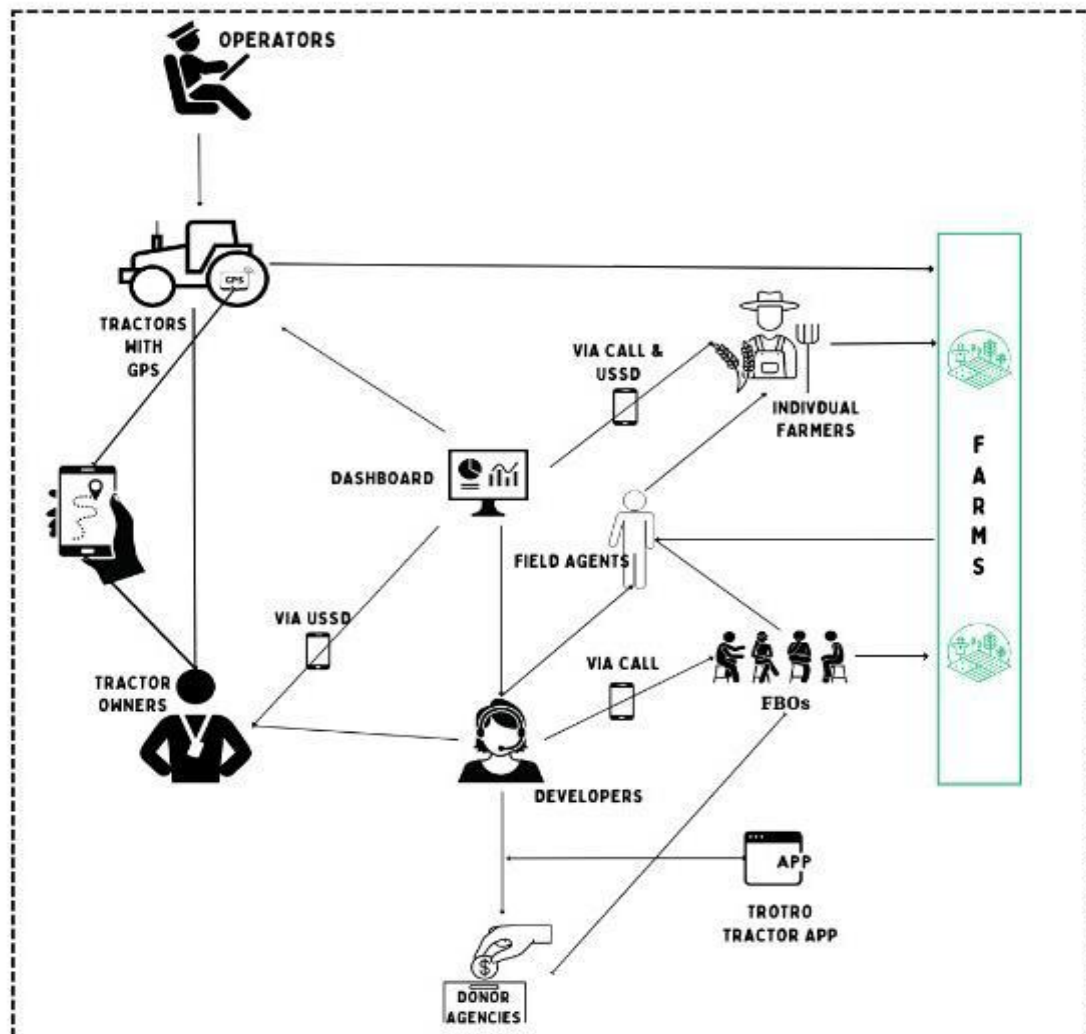 OPERATORS
GPS
TRACTORS
WITH
GPS
VIA CALL &
USSD
INDIVDUAL
FARMERS
FARMS
DASHBOARD
FIELD AGENTS
VIA USSD
VIA CALL
TRACTOR
OWNERS
FBOs
DEVELOPERS
APP
TROTRO
TRACTOR APP
$
DONOR
AGENCIES